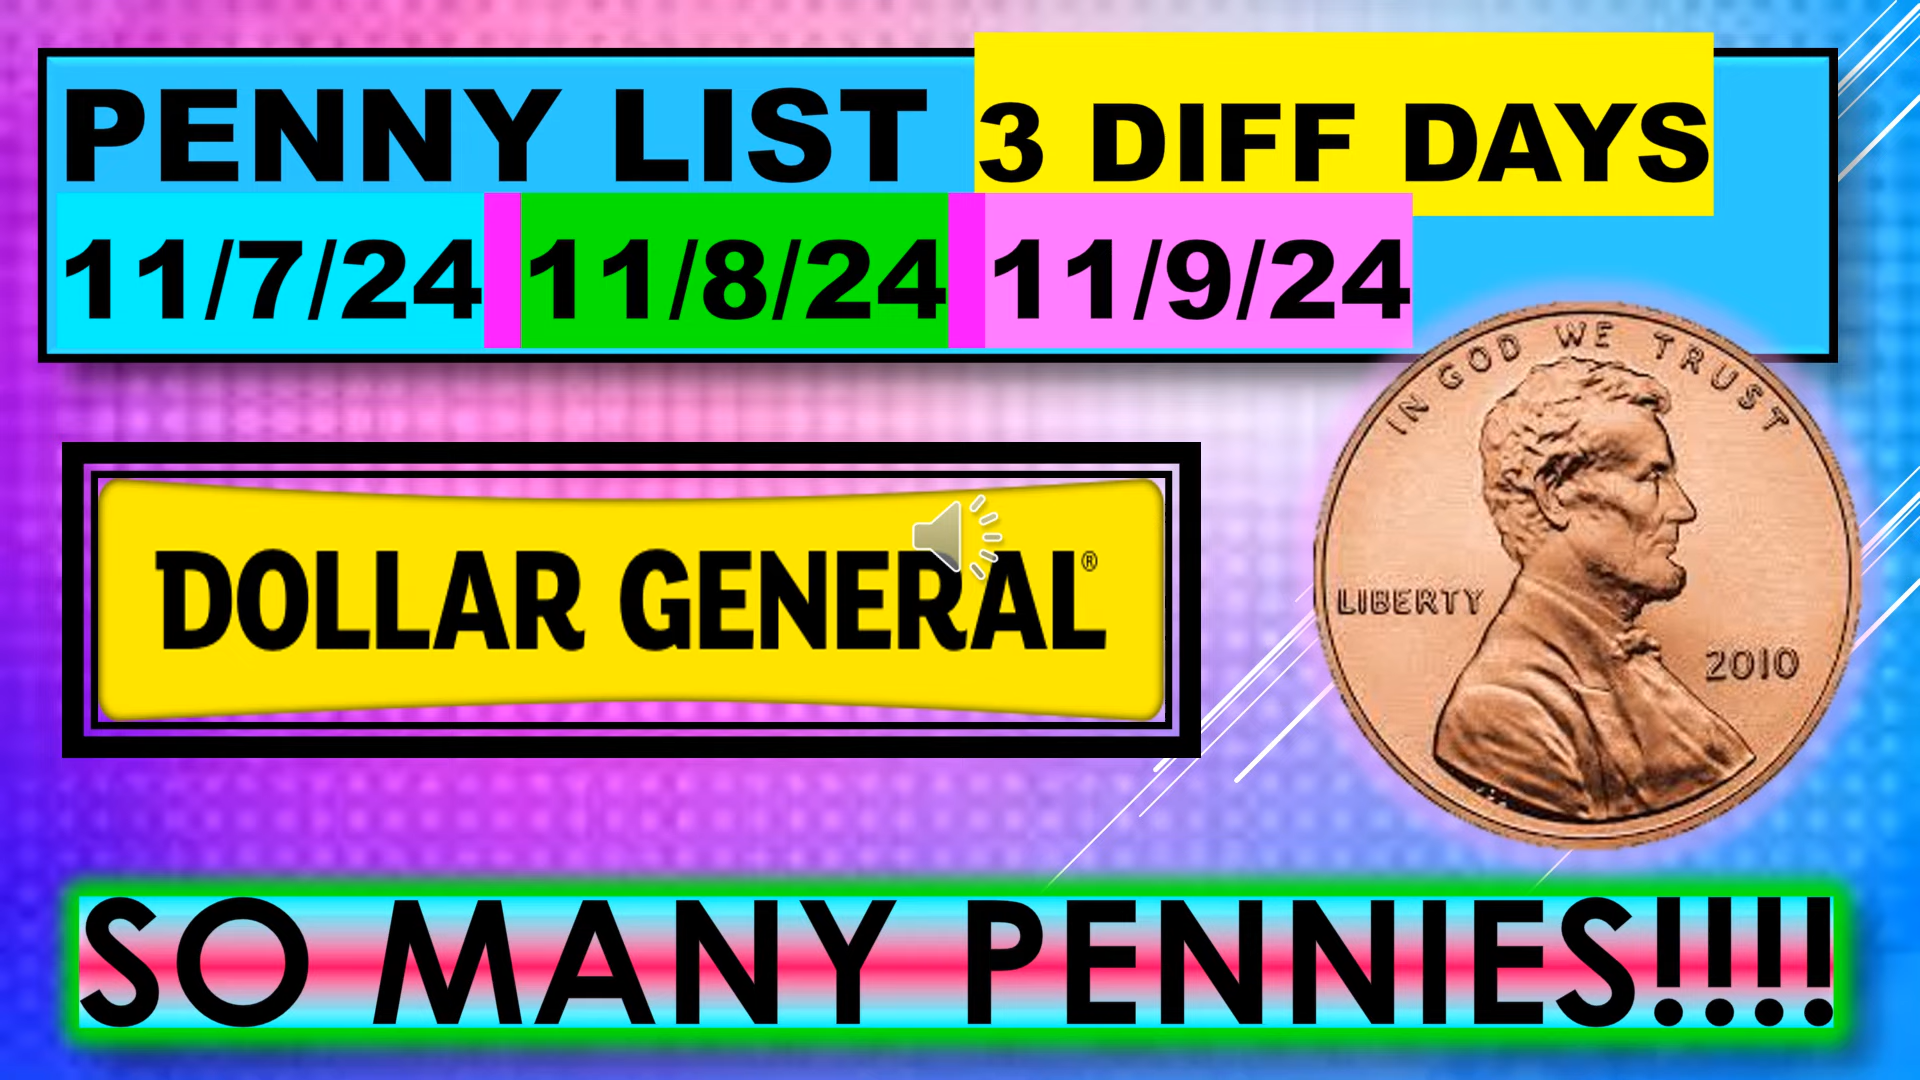 PENNY LIST 3 DIFF DAYS
11/7/24 11/8/24 11/9/24
DOLLAR GENERAL®
IN GOD WE TRUST
LIBERTY
2010
SO MANY PENNIES!!!!